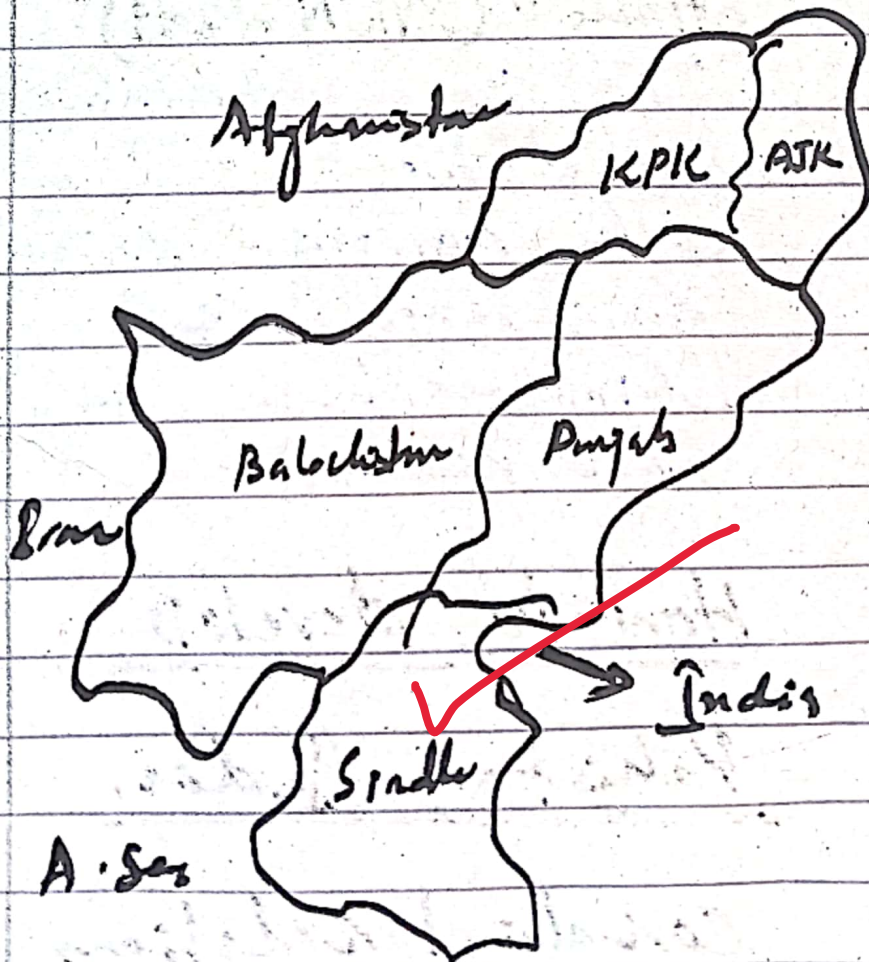 Afghanistan
KPK
AJK
Balochistan
Punjab
Iran
India
Sindh
A. Sea